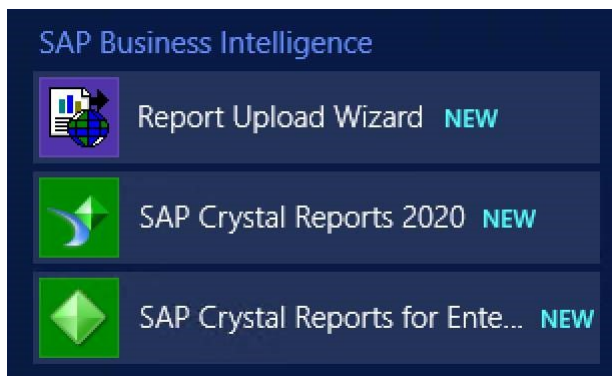 SAP Business Intelligence
Report Upload Wizard NEW
SAP Crystal Reports 2020 NEW
SAP Crystal Reports for Ente... NEW